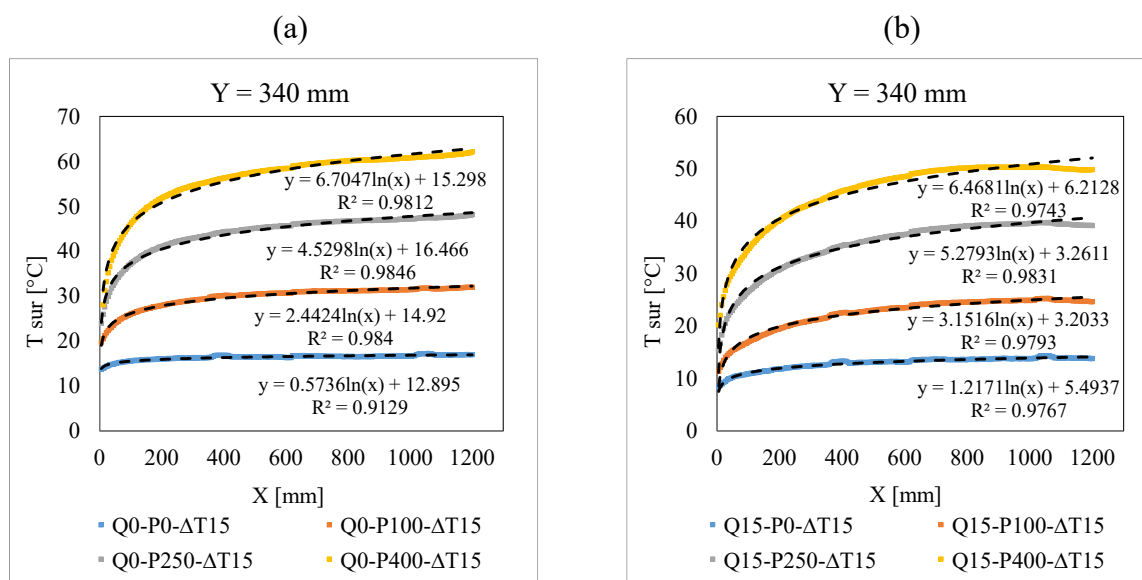 (a)
Y = 340 mm
T sur [°C]
70
60
50
40
30
20
10
0
y = 6.7047ln(x) + 15.298
R² = 0.9812
y = 4.5298ln(x) + 16.466
R² = 0.9846
y = 2.4424ln(x) + 14.92
R² = 0.984
y = 0.5736ln(x) + 12.895
R² = 0.9129
0 200 400 600 800 1000 1200
X [mm]
Q0-P0-ΔT15 Q0-P100-ΔT15
Q0-P250-ΔT15 Q0-P400-ΔT15
(b)
Y = 340 mm
T sur [°C]
60
50
40
30
20
10
0
y = 6.4681ln(x) + 6.2128
R² = 0.9743
y = 5.2793ln(x) + 3.2611
R² = 0.9831
y = 3.1516ln(x) + 3.2033
R² = 0.9793
y = 1.2171ln(x) + 5.4937
R² = 0.9767
0 200 400 600 800 1000 1200
X [mm]
Q15-P0-ΔT15 Q15-P100-ΔT15
Q15-P250-ΔT15 Q15-P400-ΔT15